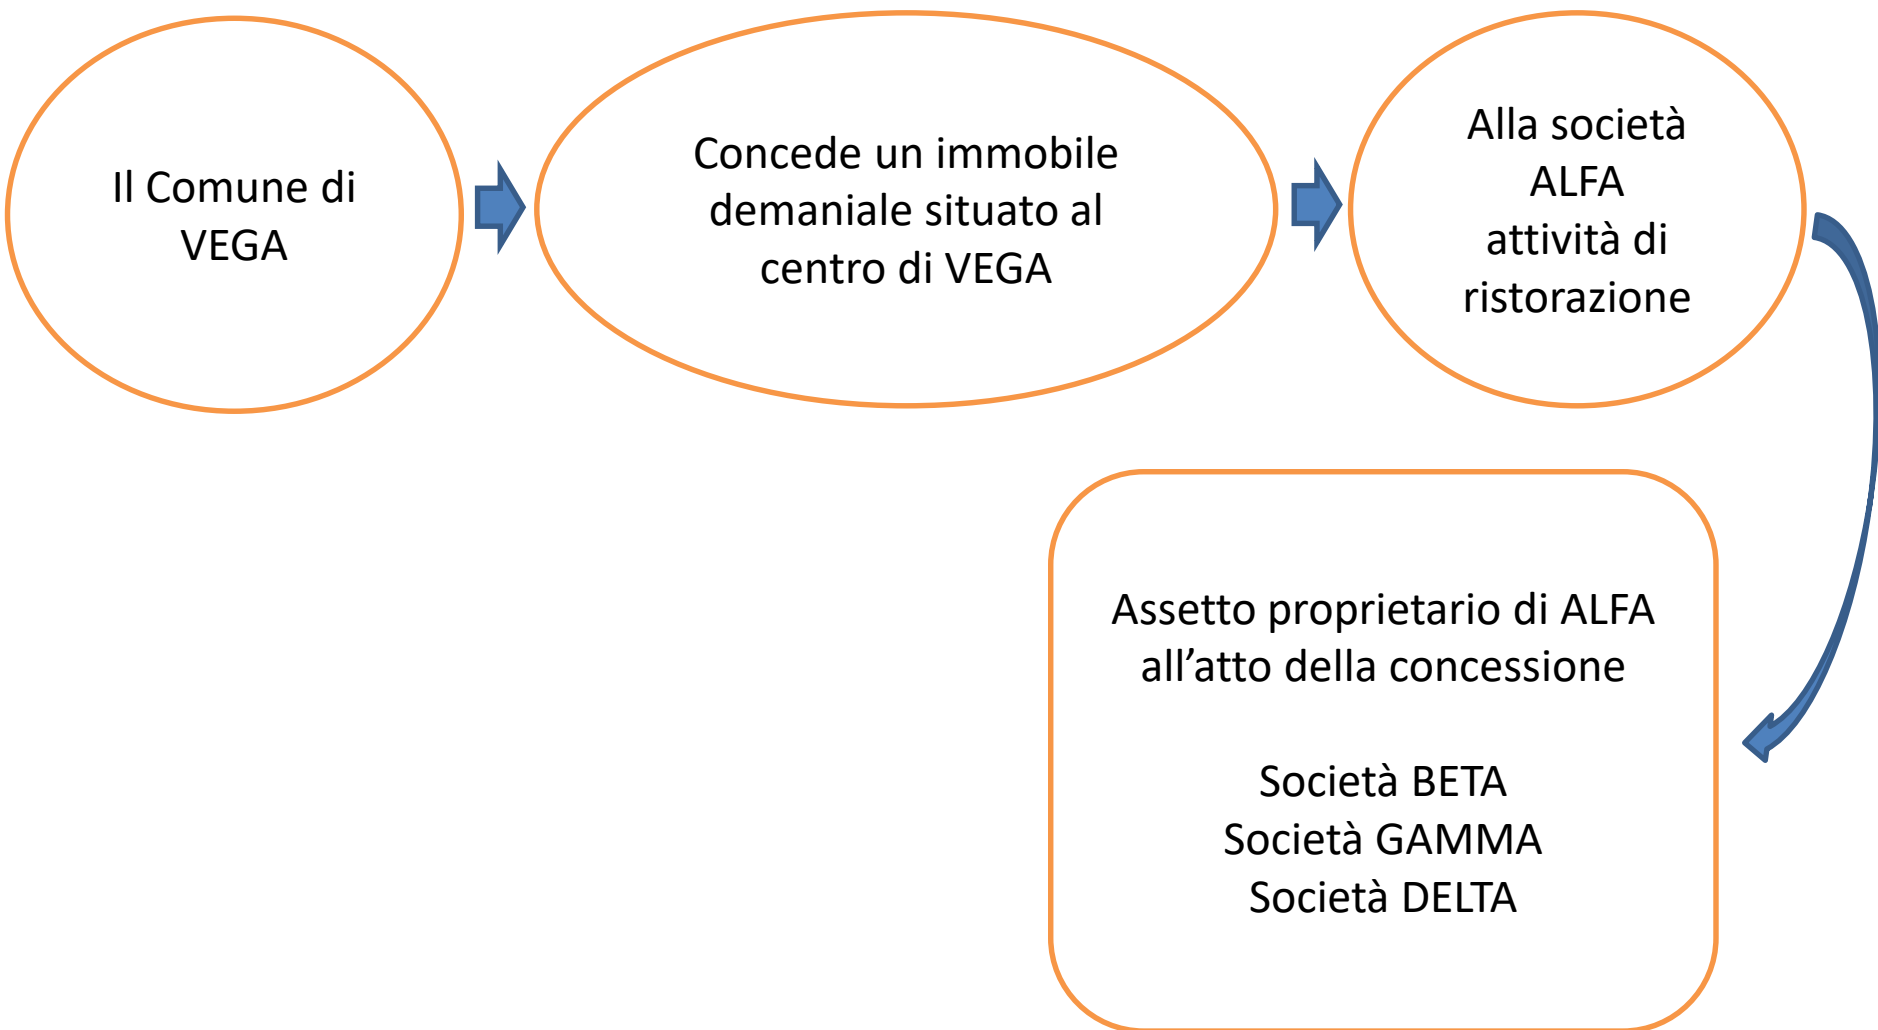 Il Comune di
VEGA
Concede un immobile
demaniale situato al
centro di VEGA
Alla società
ALFA
attività di
ristorazione
Assetto proprietario di ALFA
all’atto della concessione
Società BETA
Società GAMMA
Società DELTA